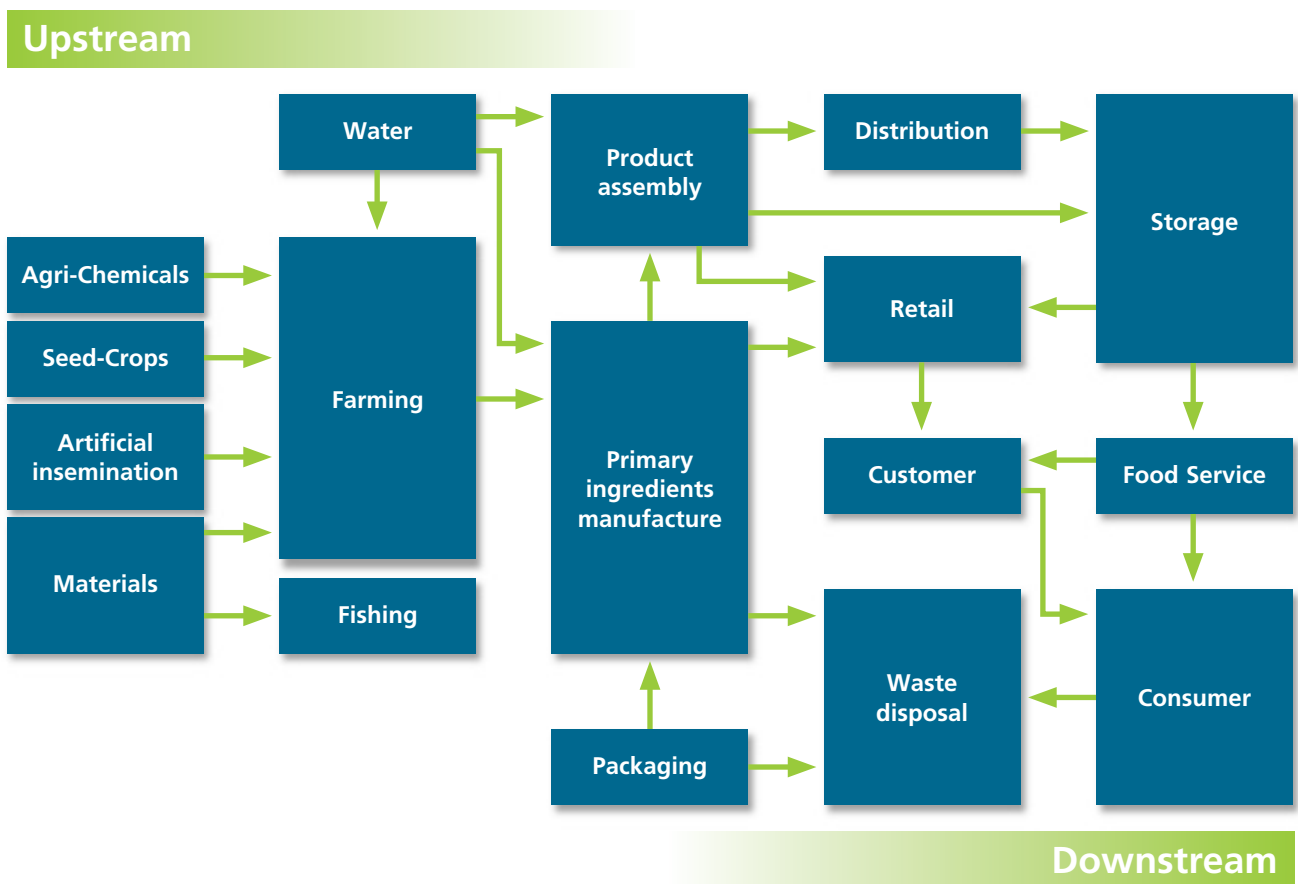 Upstream
Water
Product
assembly
Distribution
Storage
Agri-Chemicals
Seed-Crops
Artificial
insemination
Materials
Farming
Fishing
Primary
ingredients
manufacture
Packaging
Retail
Customer
Food Service
Waste
disposal
Consumer
Downstream